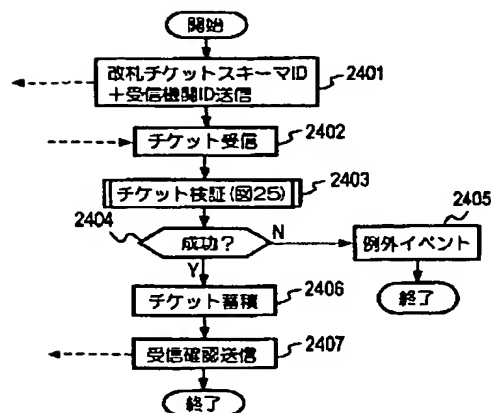 開始
改札チケットスキーマID
+受信機関ID送信
2401
チケット受信
2402
チケット検証(図25)
2403
2404
成功?
N
2405
例外イベント
終了
Y
チケット蓄積
2406
受信確認送信
2407
終了